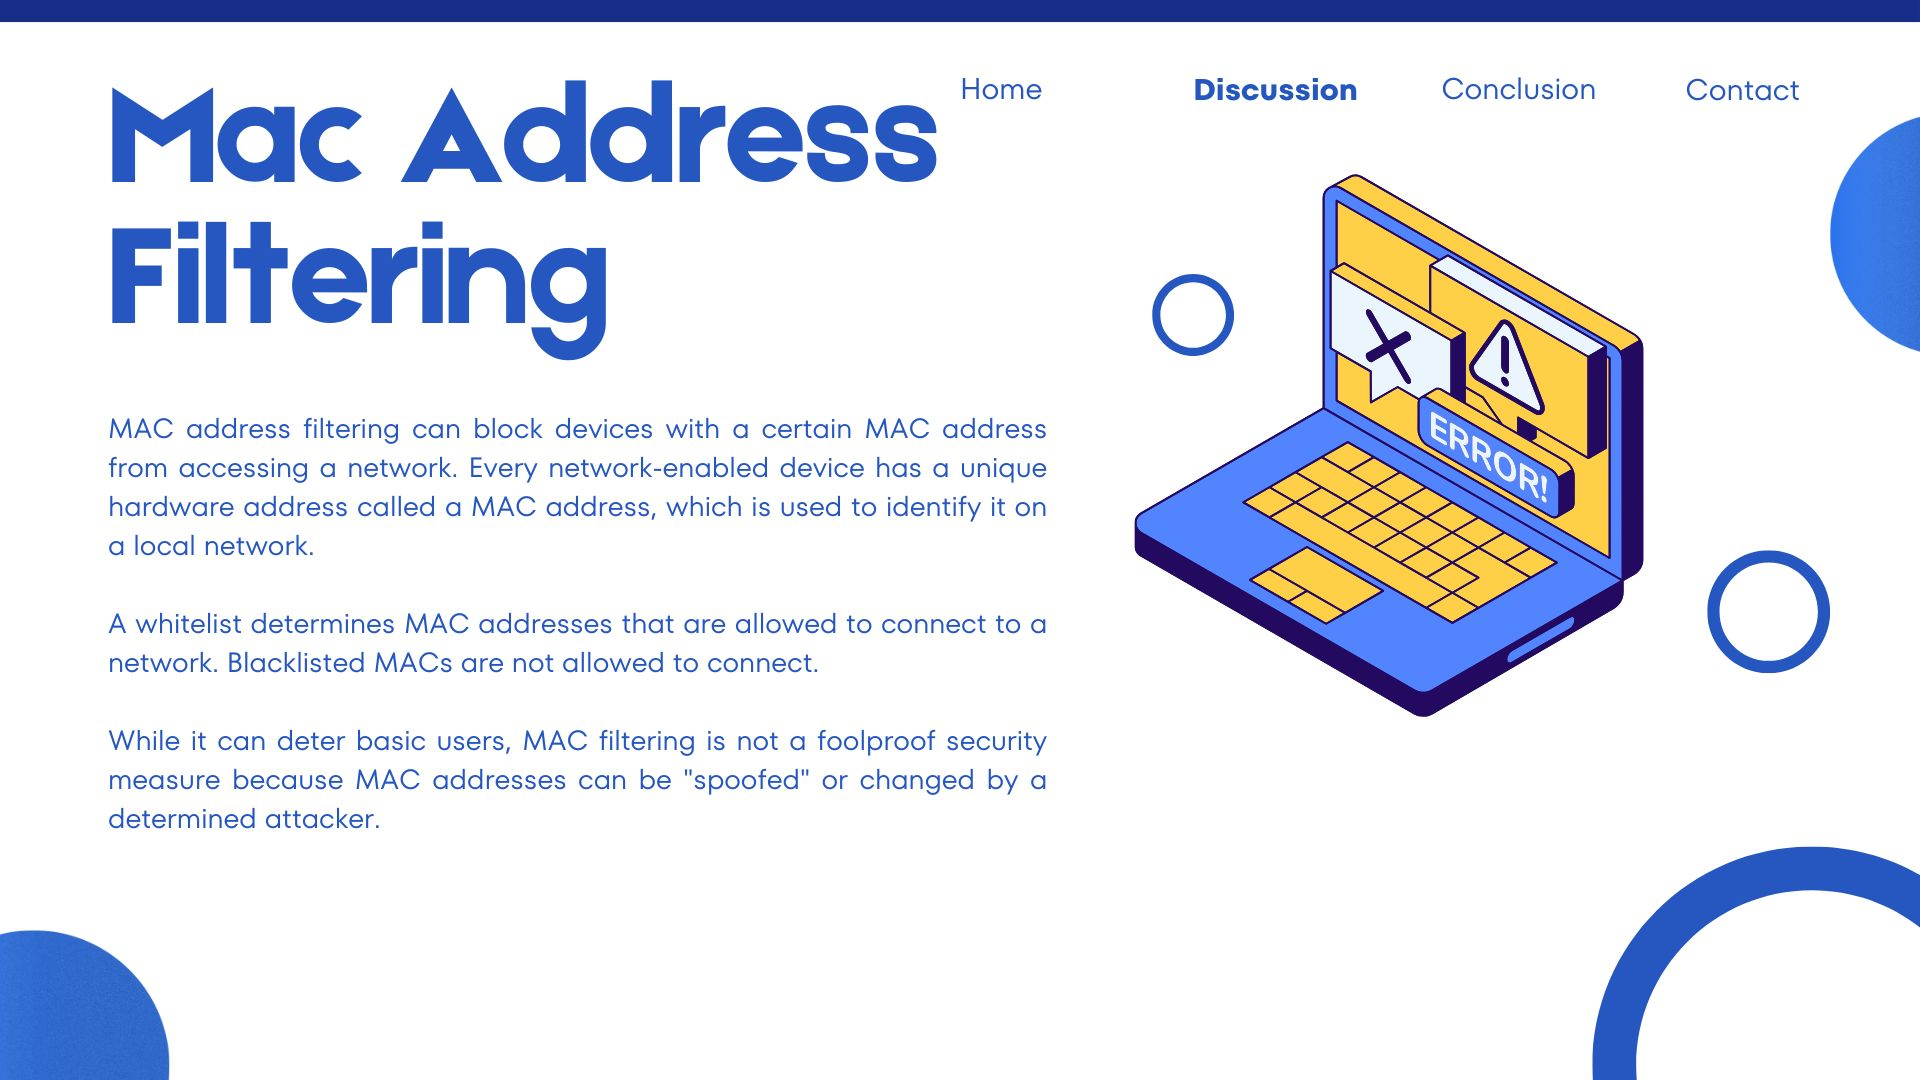 Mac Address
Filtering
Home
Discussion
Conclusion
Contact
MAC address filtering can block devices with a certain MAC address
from accessing a network. Every network-enabled device has a unique
hardware address called a MAC address, which is used to identify it on
a local network.
A whitelist determines MAC addresses that are allowed to connect to a
network. Blacklisted MACs are not allowed to connect.
While it can deter basic users, MAC filtering is not a foolproof security
measure because MAC addresses can be "spoofed" or changed by a
determined attacker.
ERROR!